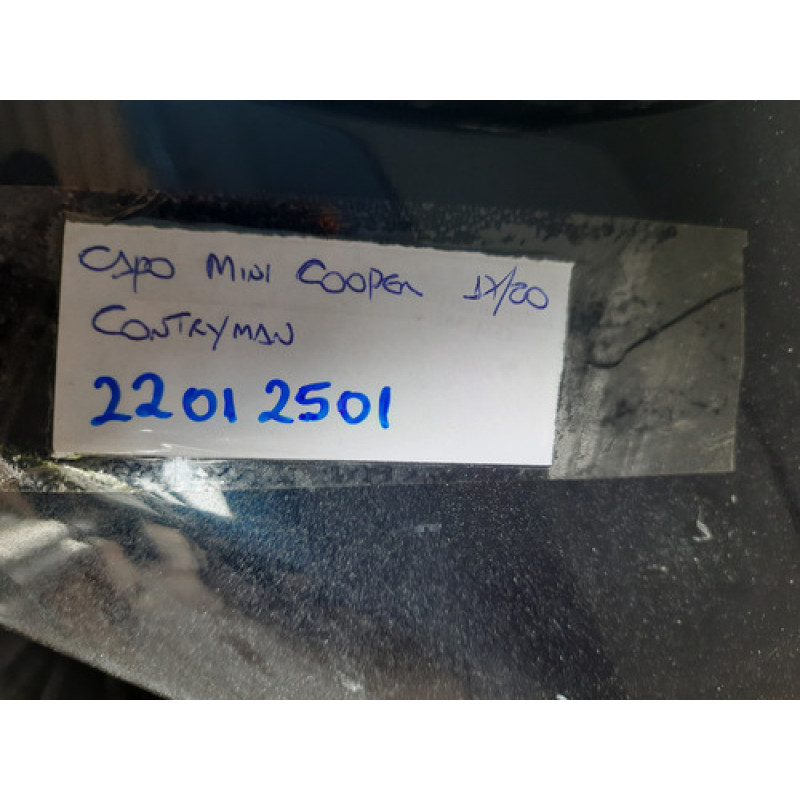 CAPO MINI COOPER 17/20
CONTRYMAN
22012501